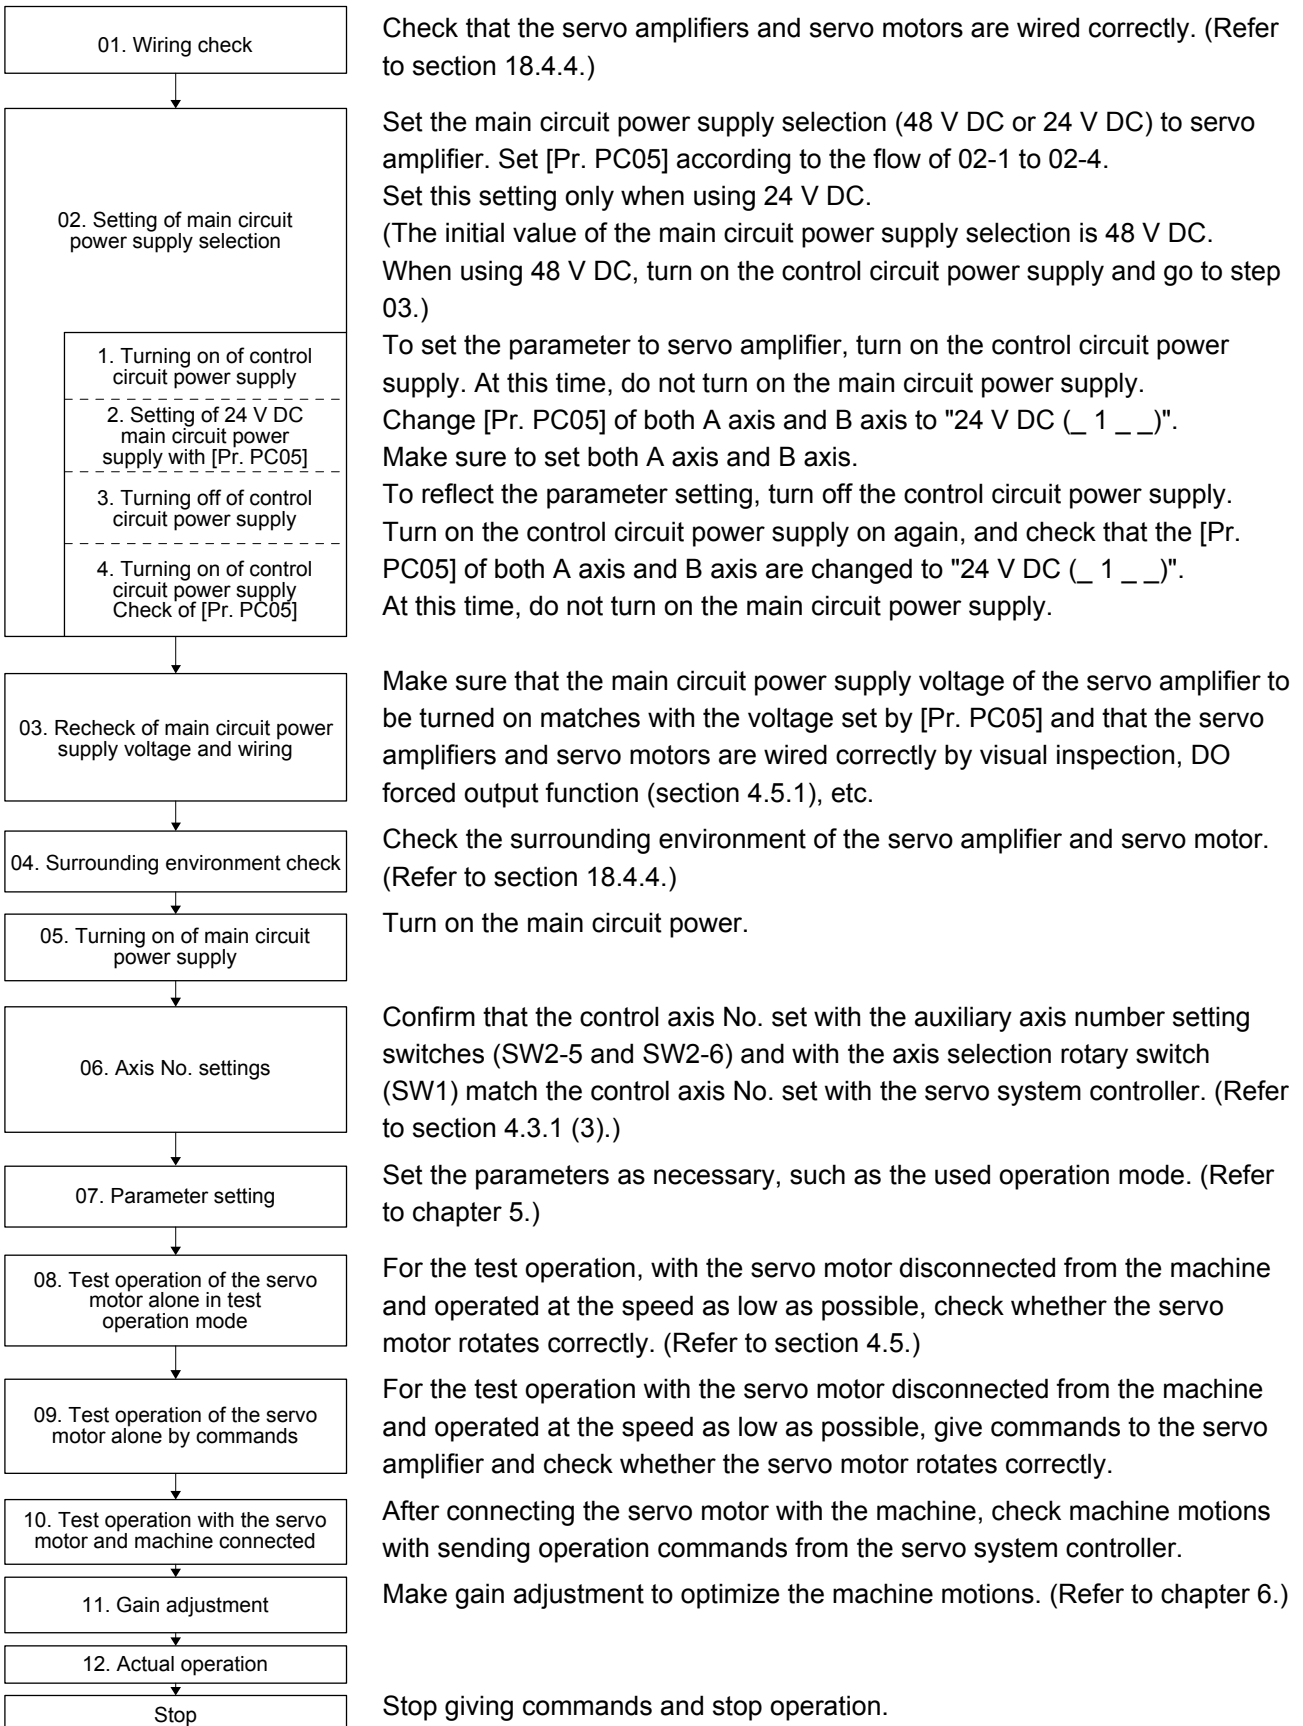 01. Wiring check
Check that the servo amplifiers and servo motors are wired correctly. (Refer
to section 18.4.4.)
02. Setting of main circuit
power supply selection
Set the main circuit power supply selection (48 V DC or 24 V DC) to servo
amplifier. Set [Pr. PC05] according to the flow of 02-1 to 02-4.
Set this setting only when using 24 V DC.
(The initial value of the main circuit power supply selection is 48 V DC.
When using 48 V DC, turn on the control circuit power supply and go to step
03.)
1. Turning on of control
circuit power supply
To set the parameter to servo amplifier, turn on the control circuit power
supply. At this time, do not turn on the main circuit power supply.
2. Setting of 24 V DC
main circuit power
supply with [Pr. PC05]
Change [Pr. PC05] of both A axis and B axis to "24 V DC (_ 1 _ _)".
Make sure to set both A axis and B axis.
3. Turning off of control
circuit power supply
To reflect the parameter setting, turn off the control circuit power supply.
4. Turning on of control
circuit power supply
Check of [Pr. PC05]
Turn on the control circuit power supply on again, and check that the [Pr.
PC05] of both A axis and B axis are changed to "24 V DC (_ 1 _ _)".
At this time, do not turn on the main circuit power supply.
03. Recheck of main circuit power
supply voltage and wiring
Make sure that the main circuit power supply voltage of the servo amplifier to
be turned on matches with the voltage set by [Pr. PC05] and that the servo
amplifiers and servo motors are wired correctly by visual inspection, DO
forced output function (section 4.5.1), etc.
04. Surrounding environment check
Check the surrounding environment of the servo amplifier and servo motor.
(Refer to section 18.4.4.)
05. Turning on of main circuit
power supply
Turn on the main circuit power.
06. Axis No. settings
Confirm that the control axis No. set with the auxiliary axis number setting
switches (SW2-5 and SW2-6) and with the axis selection rotary switch
(SW1) match the control axis No. set with the servo system controller. (Refer
to section 4.3.1 (3).)
07. Parameter setting
Set the parameters as necessary, such as the used operation mode. (Refer
to chapter 5.)
08. Test operation of the servo
motor alone in test
operation mode
For the test operation, with the servo motor disconnected from the machine
and operated at the speed as low as possible, check whether the servo
motor rotates correctly. (Refer to section 4.5.)
09. Test operation of the servo
motor alone by commands
For the test operation with the servo motor disconnected from the machine
and operated at the speed as low as possible, give commands to the servo
amplifier and check whether the servo motor rotates correctly.
10. Test operation with the servo
motor and machine connected
After connecting the servo motor with the machine, check machine motions
with sending operation commands from the servo system controller.
11. Gain adjustment
Make gain adjustment to optimize the machine motions. (Refer to chapter 6.)
12. Actual operation
Stop
Stop giving commands and stop operation.